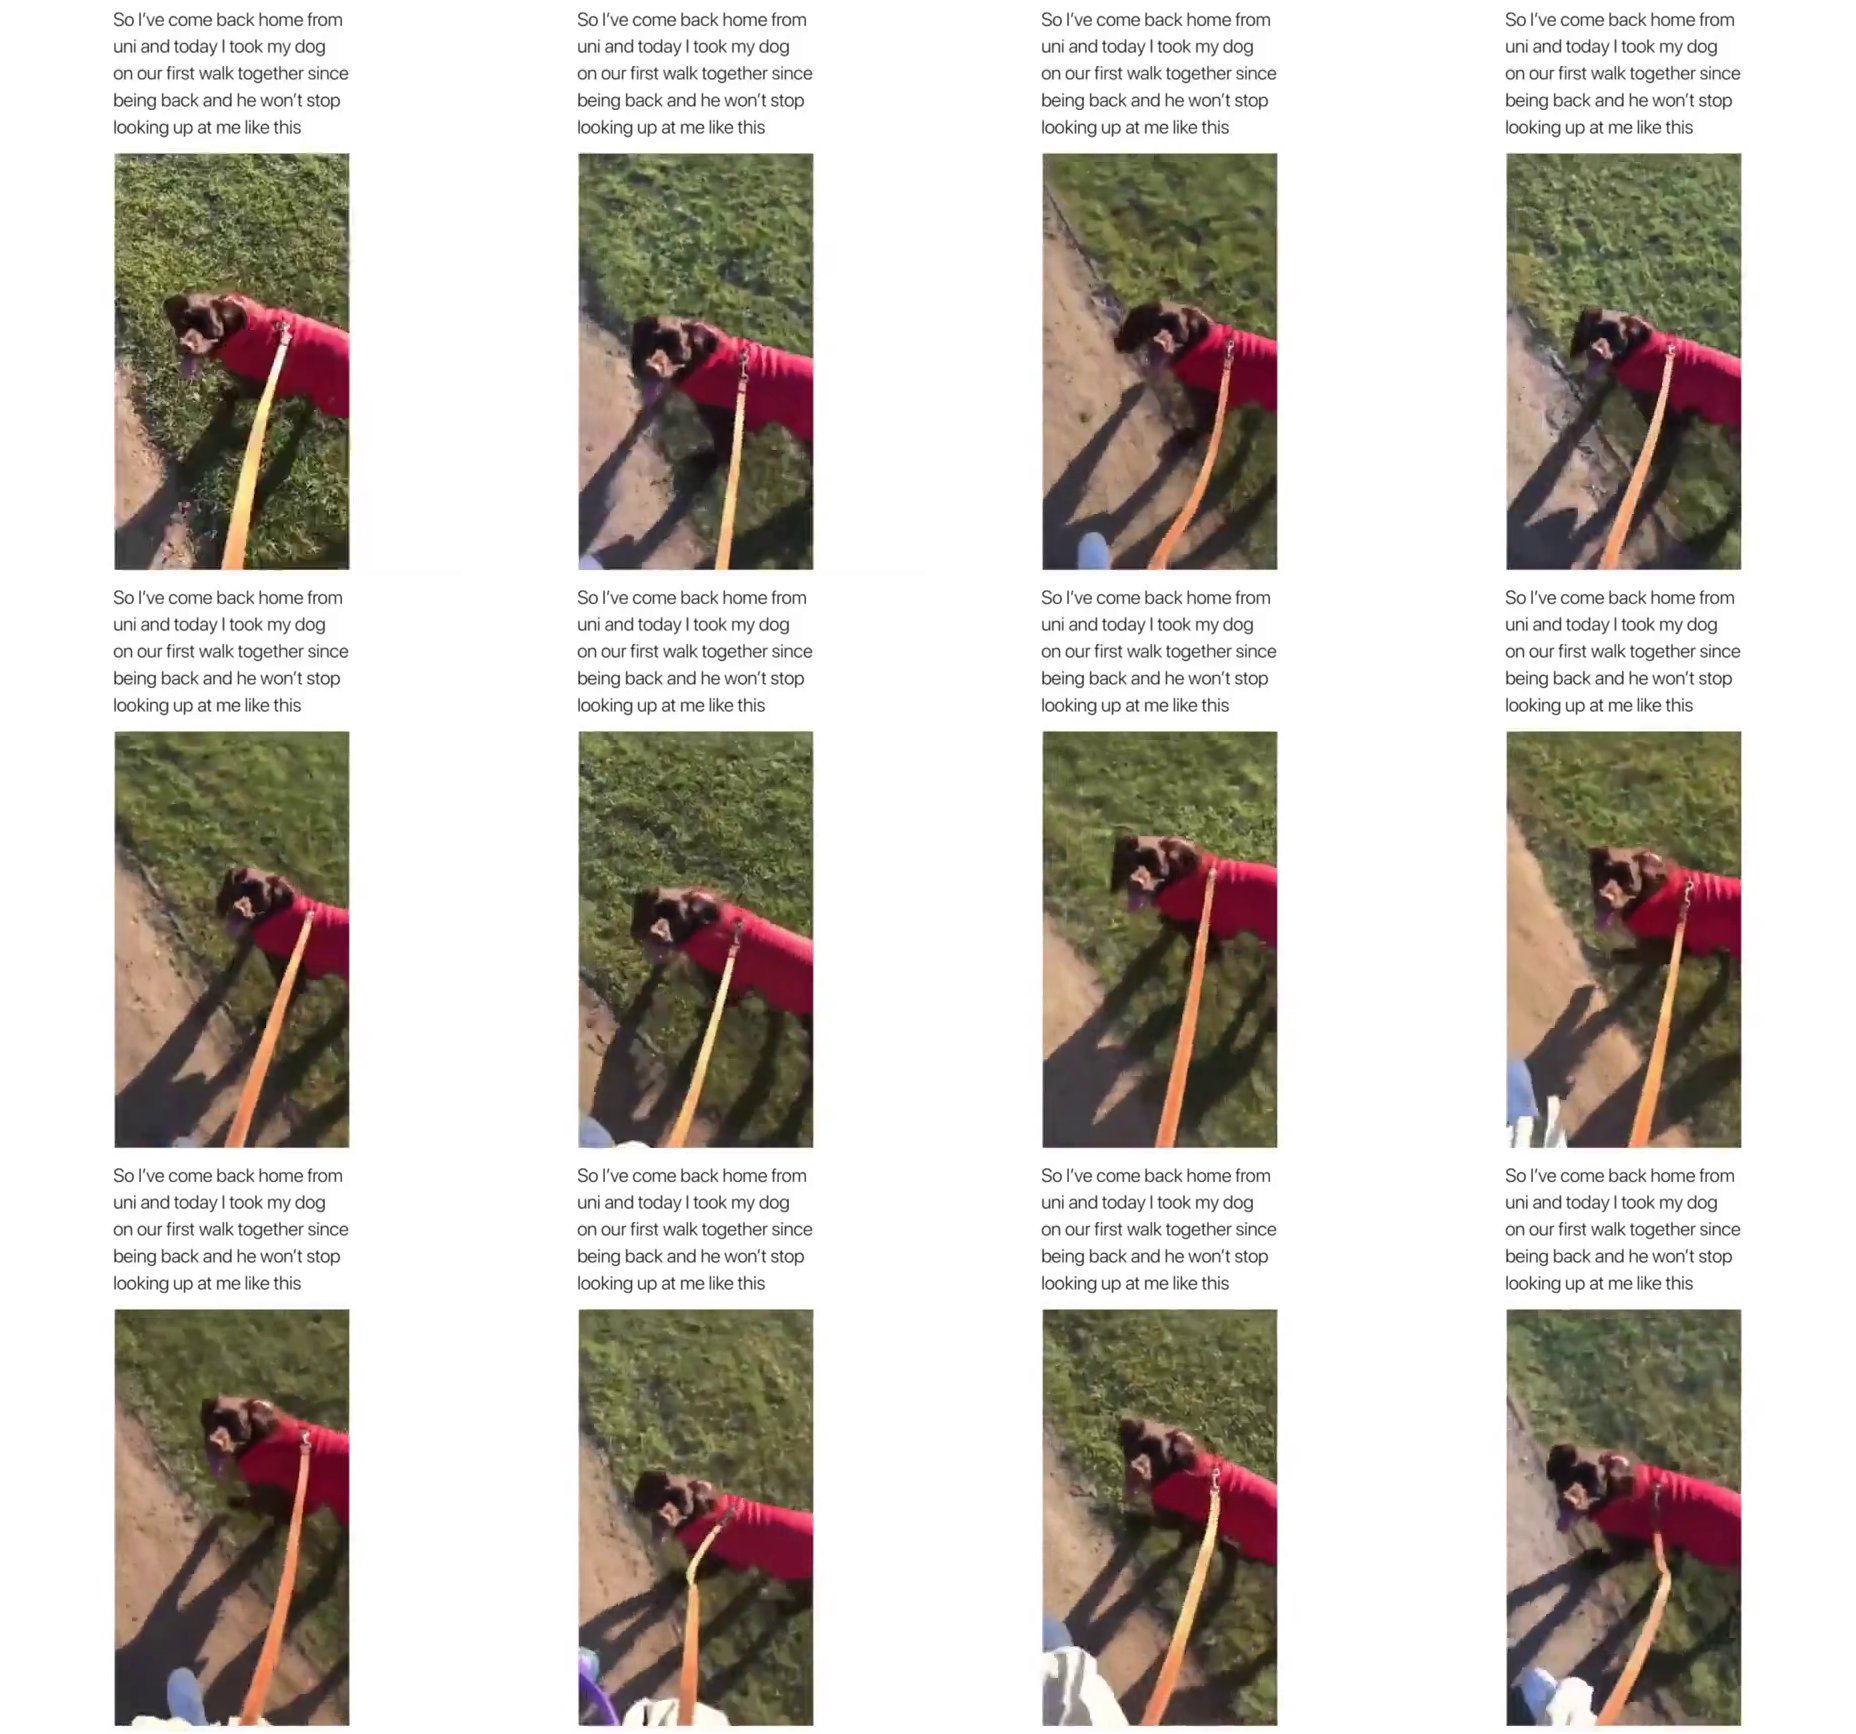 So I've come back home from
uni and today I took my dog
on our first walk together since
being back and he won't stop
looking up at me like this
So I've come back home from
uni and today I took my dog
on our first walk together since
being back and he won't stop
looking up at me like this
So I've come back home from
uni and today I took my dog
on our first walk together since
being back and he won't stop
looking up at me like this
So I've come back home from
uni and today I took my dog
on our first walk together since
being back and he won't stop
looking up at me like this
So I've come back home from
uni and today I took my dog
on our first walk together since
being back and he won't stop
looking up at me like this
So I've come back home from
uni and today I took my dog
on our first walk together since
being back and he won't stop
looking up at me like this
So I've come back home from
uni and today I took my dog
on our first walk together since
being back and he won't stop
looking up at me like this
So I've come back home from
uni and today I took my dog
on our first walk together since
being back and he won't stop
looking up at me like this
So I've come back home from
uni and today I took my dog
on our first walk together since
being back and he won't stop
looking up at me like this
So I've come back home from
uni and today I took my dog
on our first walk together since
being back and he won't stop
looking up at me like this
So I've come back home from
uni and today I took my dog
on our first walk together since
being back and he won't stop
looking up at me like this
So I've come back home from
uni and today I took my dog
on our first walk together since
being back and he won't stop
looking up at me like this